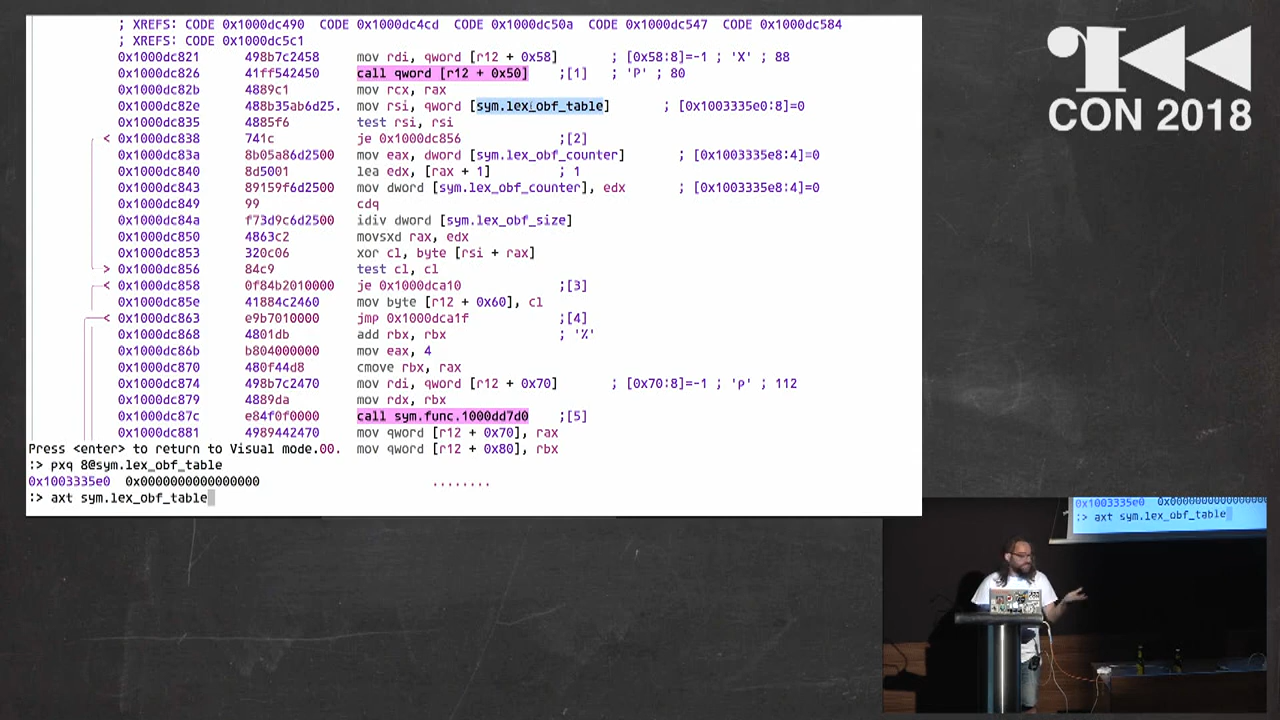 ; XREFS: CODE 0x1000dc490  CODE 0x1000dc4cd  CODE 0x1000dc50a  CODE 0x1000dc547  CODE 0x1000dc584
; XREFS: CODE 0x1000dc5c1
0x1000dc821 498b7c2458 mov rdi, qword [r12 + 0x58] ; [0x58:8]=-1 ; 'X' ; 88
0x1000dc826 41ff542450 call qword [r12 + 0x50] ;[1] ; 'P' ; 80
0x1000dc82b 4889c1 mov rcx, rax
0x1000dc82e 488b35ab6d25. mov rsi, qword [sym.lex_obf_table] ; [0x1003335e0:8]=0
0x1000dc835 4885f6 test rsi, rsi
< 0x1000dc838 741c je 0x1000dc856 ;[2]
0x1000dc83a 8b05a86d2500 mov eax, dword [sym.lex_obf_counter] ; [0x1003335e8:4]=0
0x1000dc840 8d5001 lea edx, [rax + 1] ; 1
0x1000dc843 89159f6d2500 mov dword [sym.lex_obf_counter], edx ; [0x1003335e8:4]=0
0x1000dc849 99 cdq
0x1000dc84a f73d9c6d2500 idiv dword [sym.lex_obf_size]
0x1000dc850 4863c2 movsxd rax, edx
0x1000dc853 320c06 xor cl, byte [rsi + rax]
> 0x1000dc856 84c9 test cl, cl
< 0x1000dc858 0f84b2010000 je 0x1000dca10 ;[3]
0x1000dc85e 41884c2460 mov byte [r12 + 0x60], cl
< 0x1000dc863 e9b7010000 jmp 0x1000dca1f ;[4]
0x1000dc868 4801db add rbx, rbx ; '%'
0x1000dc86b b804000000 mov eax, 4
0x1000dc870 480f44d8 cmove rbx, rax
0x1000dc874 498b7c2470 mov rdi, qword [r12 + 0x70] ; [0x70:8]=-1 ; 'p' ; 112
0x1000dc879 4889da mov rdx, rbx
0x1000dc87c e84f0f0000 call sym.func.1000dd7d0 ;[5]
0x1000dc881 4989442470 mov qword [r12 + 0x70], rax
Press <enter> to return to Visual mode.00. mov qword [r12 + 0x80], rbx
:> pxq 8@sym.lex_obf_table
0x1003335e0 0x0000000000000000 ........
:> axt sym.lex_obf_table
CON 2018
0x1003335e0 0x0000000000000
:> axt sym.lex_obf_table